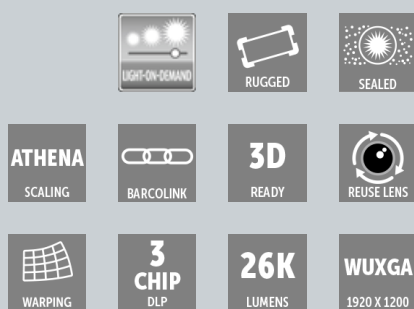 LIGHT-ON-DEMAND
RUGGED
SEALED
ATHENA
SCALING
BARCOLINK
3D
READY
REUSE LENS
WARPING
3
CHIP
DLP
26K
LUMENS
WUXGA
1920 X 1200